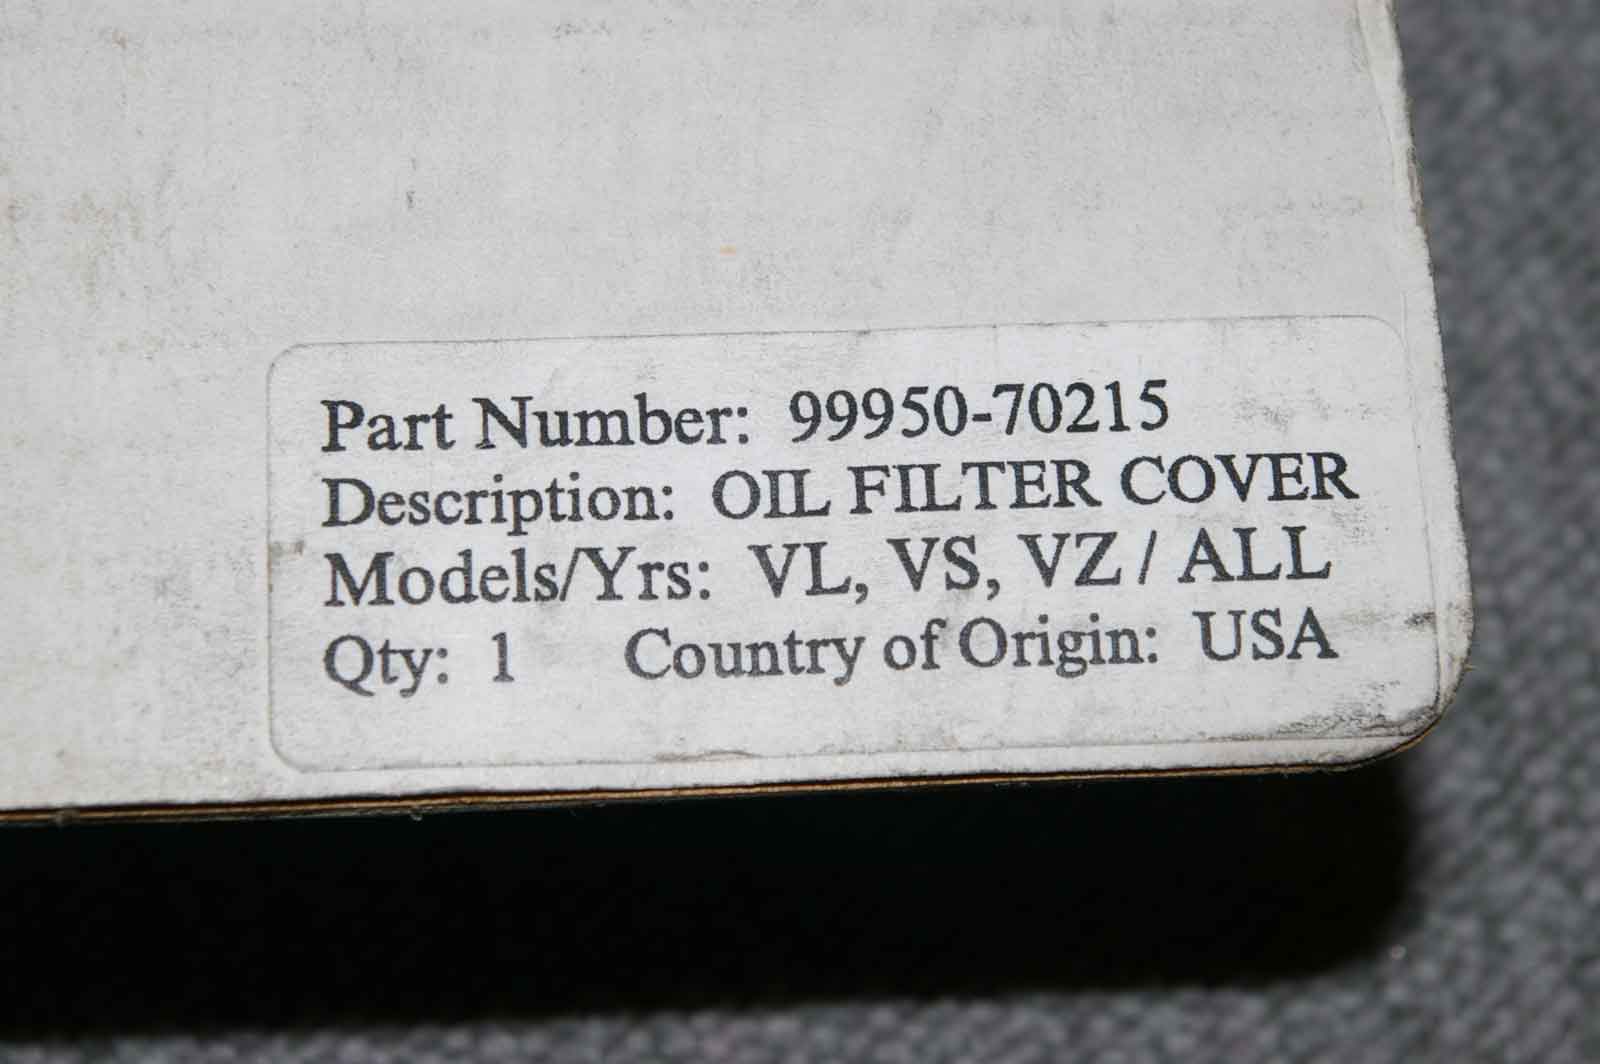 Part Number: 99950-70215
Description: OIL FILTER COVER
Models/Yrs: VL, VS, VZ / ALL
Qty: 1 Country of Origin: USA